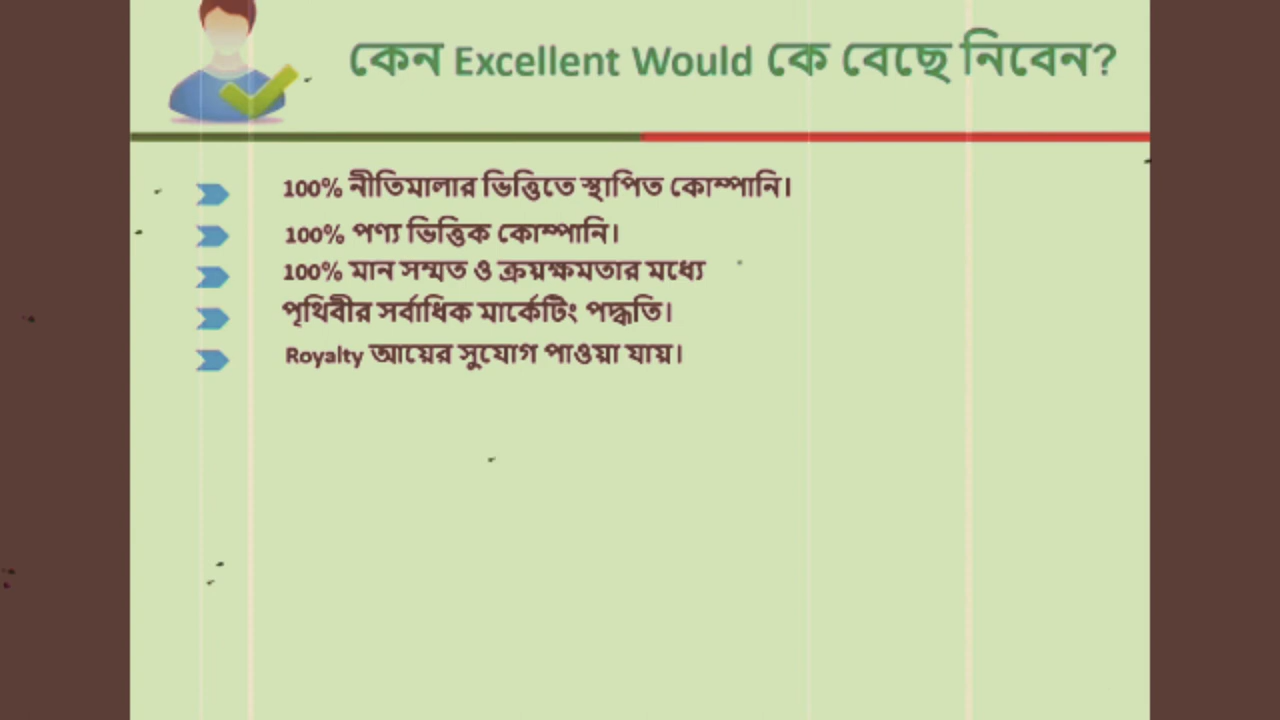 কেন Excellent Would কে বেছে নিবেন?
100% নীতিমালার ভিত্তিতে স্থাপিত কোম্পানি।
100% পণ্য ভিত্তিক কোম্পানি।
100% মান সম্মত ও ক্রয়ক্ষমতার মধ্যে
পৃথিবীর সর্বাধিক মার্কেটিং পদ্ধতি।
Royalty আয়ের সুযোগ পাওয়া যায়।